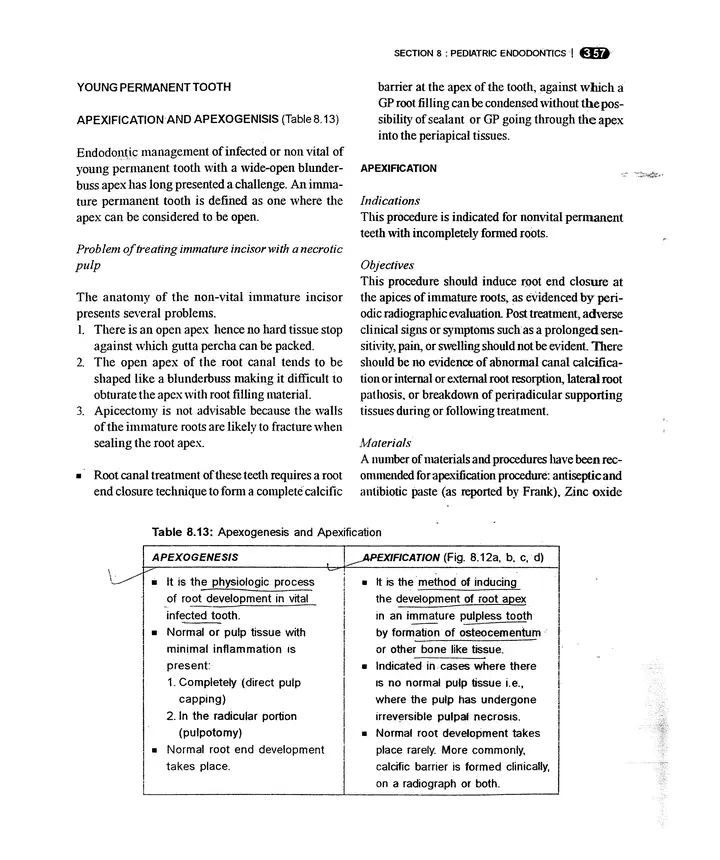 SECTION 8 : PEDIATRIC ENDODONTICS | 357
YOUNG PERMANENT TOOTH
APEXIFICATION AND APEXOGENISIS (Table 8.13)
Endodontic management of infected or non vital of
young permanent tooth with a wide-open blunder-
buss apex has long presented a challenge. An imma-
ture permanent tooth is defined as one where the
apex can be considered to be open.
Problem of treating immature incisor with a necrotic
pulp
The anatomy of the non-vital immature incisor
presents several problems.
1. There is an open apex hence no hard tissue stop
against which gutta percha can be packed.
2. The open apex of the root canal tends to be
shaped like a blunderbuss making it difficult to
obturate the apex with root filling material.
3. Apicectomy is not advisable because the walls
of the immature roots are likely to fracture when
sealing the root apex.
▪ Root canal treatment of these teeth requires a root
end closure technique to form a complete calcific
barrier at the apex of the tooth, against which a
GP root filling can be condensed without the pos-
sibility of sealant or GP going through the apex
into the periapical tissues.
APEXIFICATION
Indications
This procedure is indicated for nonvital permanent
teeth with incompletely formed roots.
Objectives
This procedure should induce root end closure at
the apices of immature roots, as evidenced by peri-
odic radiographic evaluation. Post treatment, adverse
clinical signs or symptoms such as a prolonged sen-
sitivity, pain, or swelling should not be evident. There
should be no evidence of abnormal canal calcifica-
tion or internal or external root resorption, lateral root
pathosis, or breakdown of periradicular supporting
tissues during or following treatment.
Materials
A number of materials and procedures have been rec-
ommended for apexification procedure: antiseptic and
antibiotic paste (as reported by Frank), Zinc oxide
Table 8.13: Apexogenesis and Apexification
APEXOGENESIS
▪ It is the physiologic process
of root development in vital
infected tooth.
▪ Normal or pulp tissue with
minimal inflammation is
present:
1. Completely (direct pulp
capping)
2. In the radicular portion
(pulpotomy)
▪ Normal root end development
takes place.
APEXIFICATION (Fig. 8.12a, b, c, d)
▪ It is the method of inducing
the development of root apex
in an immature pulpless tooth
by formation of osteocementum
or other bone like tissue.
▪ Indicated in cases where there
is no normal pulp tissue i.e.,
where the pulp has undergone
irreversible pulpal necrosis.
▪ Normal root development takes
place rarely. More commonly,
calcific barrier is formed clinically,
on a radiograph or both.